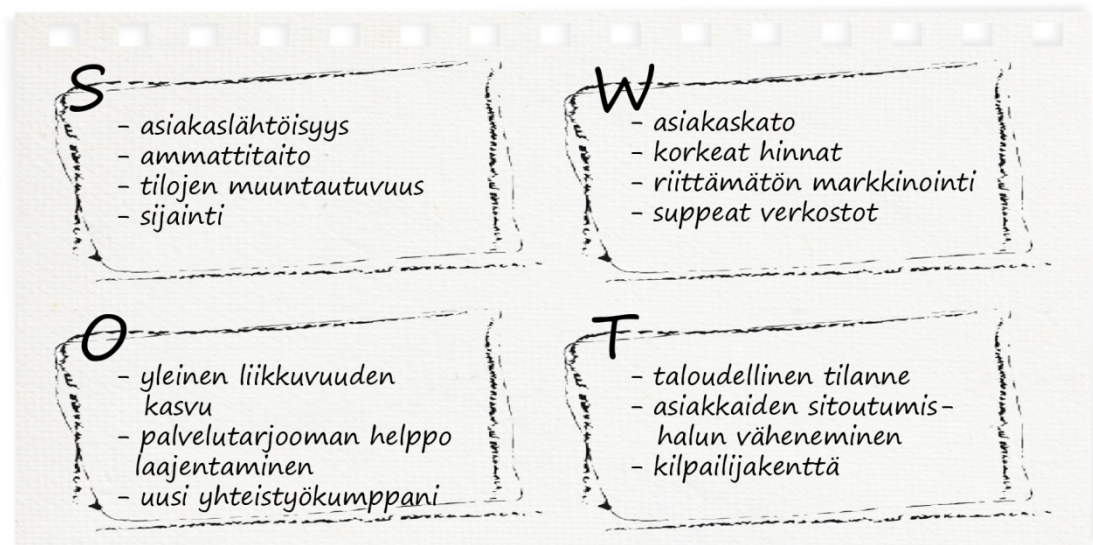 S
- asiakaslähtöisyys
- ammattitaito
- tilojen muuntautuvuus
- sijainti
W
- asiakaskato
- korkeat hinnat
- riittämätön markkinointi
- suppeat verkostot
O
- yleinen liikkuvuuden
kasvu
- palvelutarjooman helppo
laajentaminen
- uusi yhteistyökumppani
T
- taloudellinen tilanne
- asiakkaiden sitoutumis-
halun väheneminen
- kilpailijakenttä